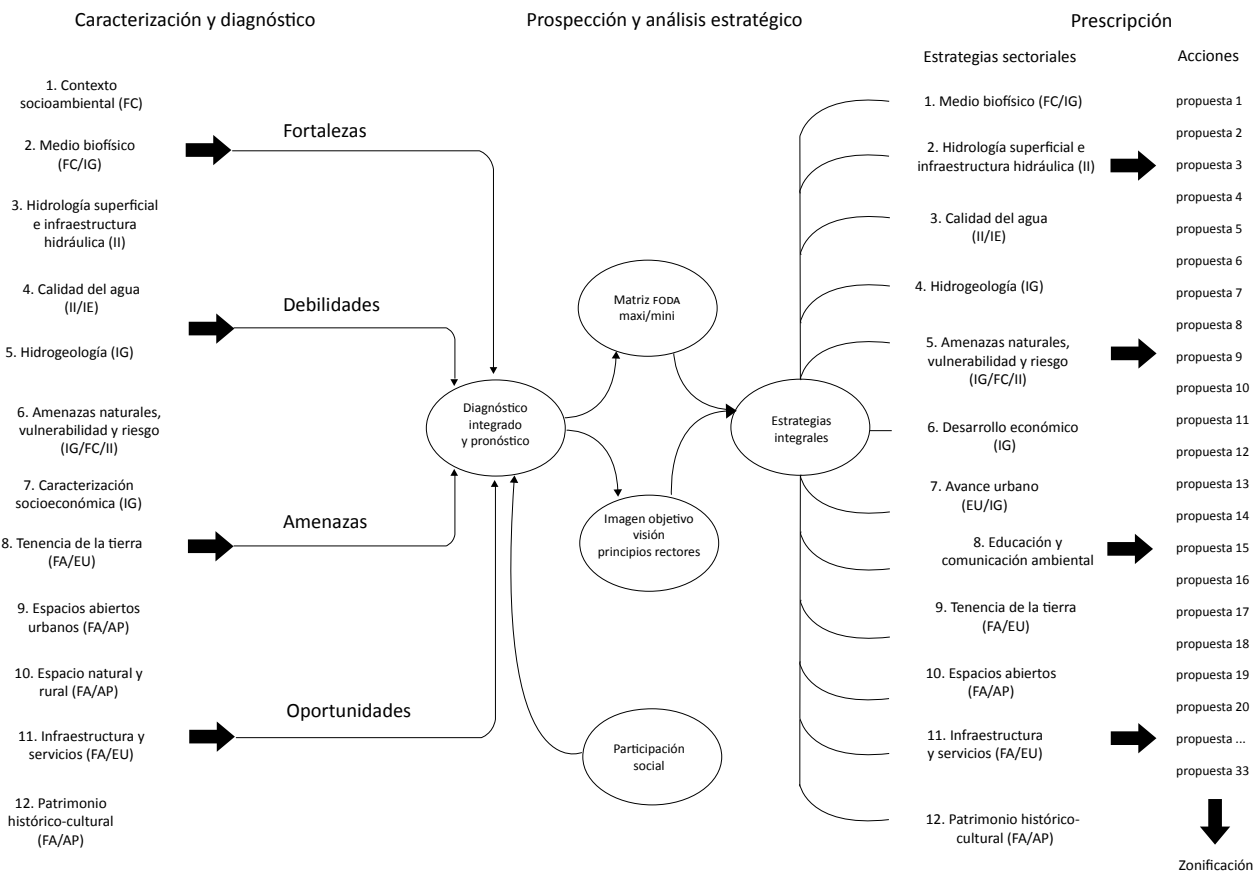 Caracterización y diagnóstico
Prospección y análisis estratégico
Prescripción
Estrategias sectoriales
Acciones
1. Contexto
socioambiental (FC)
2. Medio biofísico
(FC/IG)
3. Hidrología superficial
e infraestructura
hidráulica (II)
4. Calidad del agua
(II/IE)
5. Hidrogeología (IG)
6. Amenazas naturales,
vulnerabilidad y riesgo
(IG/FC/II)
7. Caracterización
socioeconómica (IG)
8. Tenencia de la tierra
(FA/EU)
9. Espacios abiertos
urbanos (FA/AP)
10. Espacio natural y
rural (FA/AP)
11. Infraestructura y
servicios (FA/EU)
12. Patrimonio
histórico-cultural
(FA/AP)
Fortalezas
Debilidades
Amenazas
Oportunidades
Diagnóstico
integrado
y pronóstico
Matriz FODA
maxi/mini
Imagen objetivo
visión
principios rectores
Participación
social
Estrategias
integrales
1. Medio biofísico (FC/IG)
2. Hidrología superficial e
infraestructura hidráulica (II)
3. Calidad del agua
(II/IE)
4. Hidrogeología (IG)
5. Amenazas naturales,
vulnerabilidad y riesgo
(IG/FC/II)
6. Desarrollo económico
(IG)
7. Avance urbano
(EU/IG)
8. Educación y
comunicación ambiental
9. Tenencia de la tierra
(FA/EU)
10. Espacios abiertos
(FA/AP)
11. Infraestructura
y servicios (FA/EU)
12. Patrimonio histórico-
cultural (FA/AP)
propuesta 1
propuesta 2
propuesta 3
propuesta 4
propuesta 5
propuesta 6
propuesta 7
propuesta 8
propuesta 9
propuesta 10
propuesta 11
propuesta 12
propuesta 13
propuesta 14
propuesta 15
propuesta 16
propuesta 17
propuesta 18
propuesta 19
propuesta 20
propuesta ...
propuesta 33
Zonificación